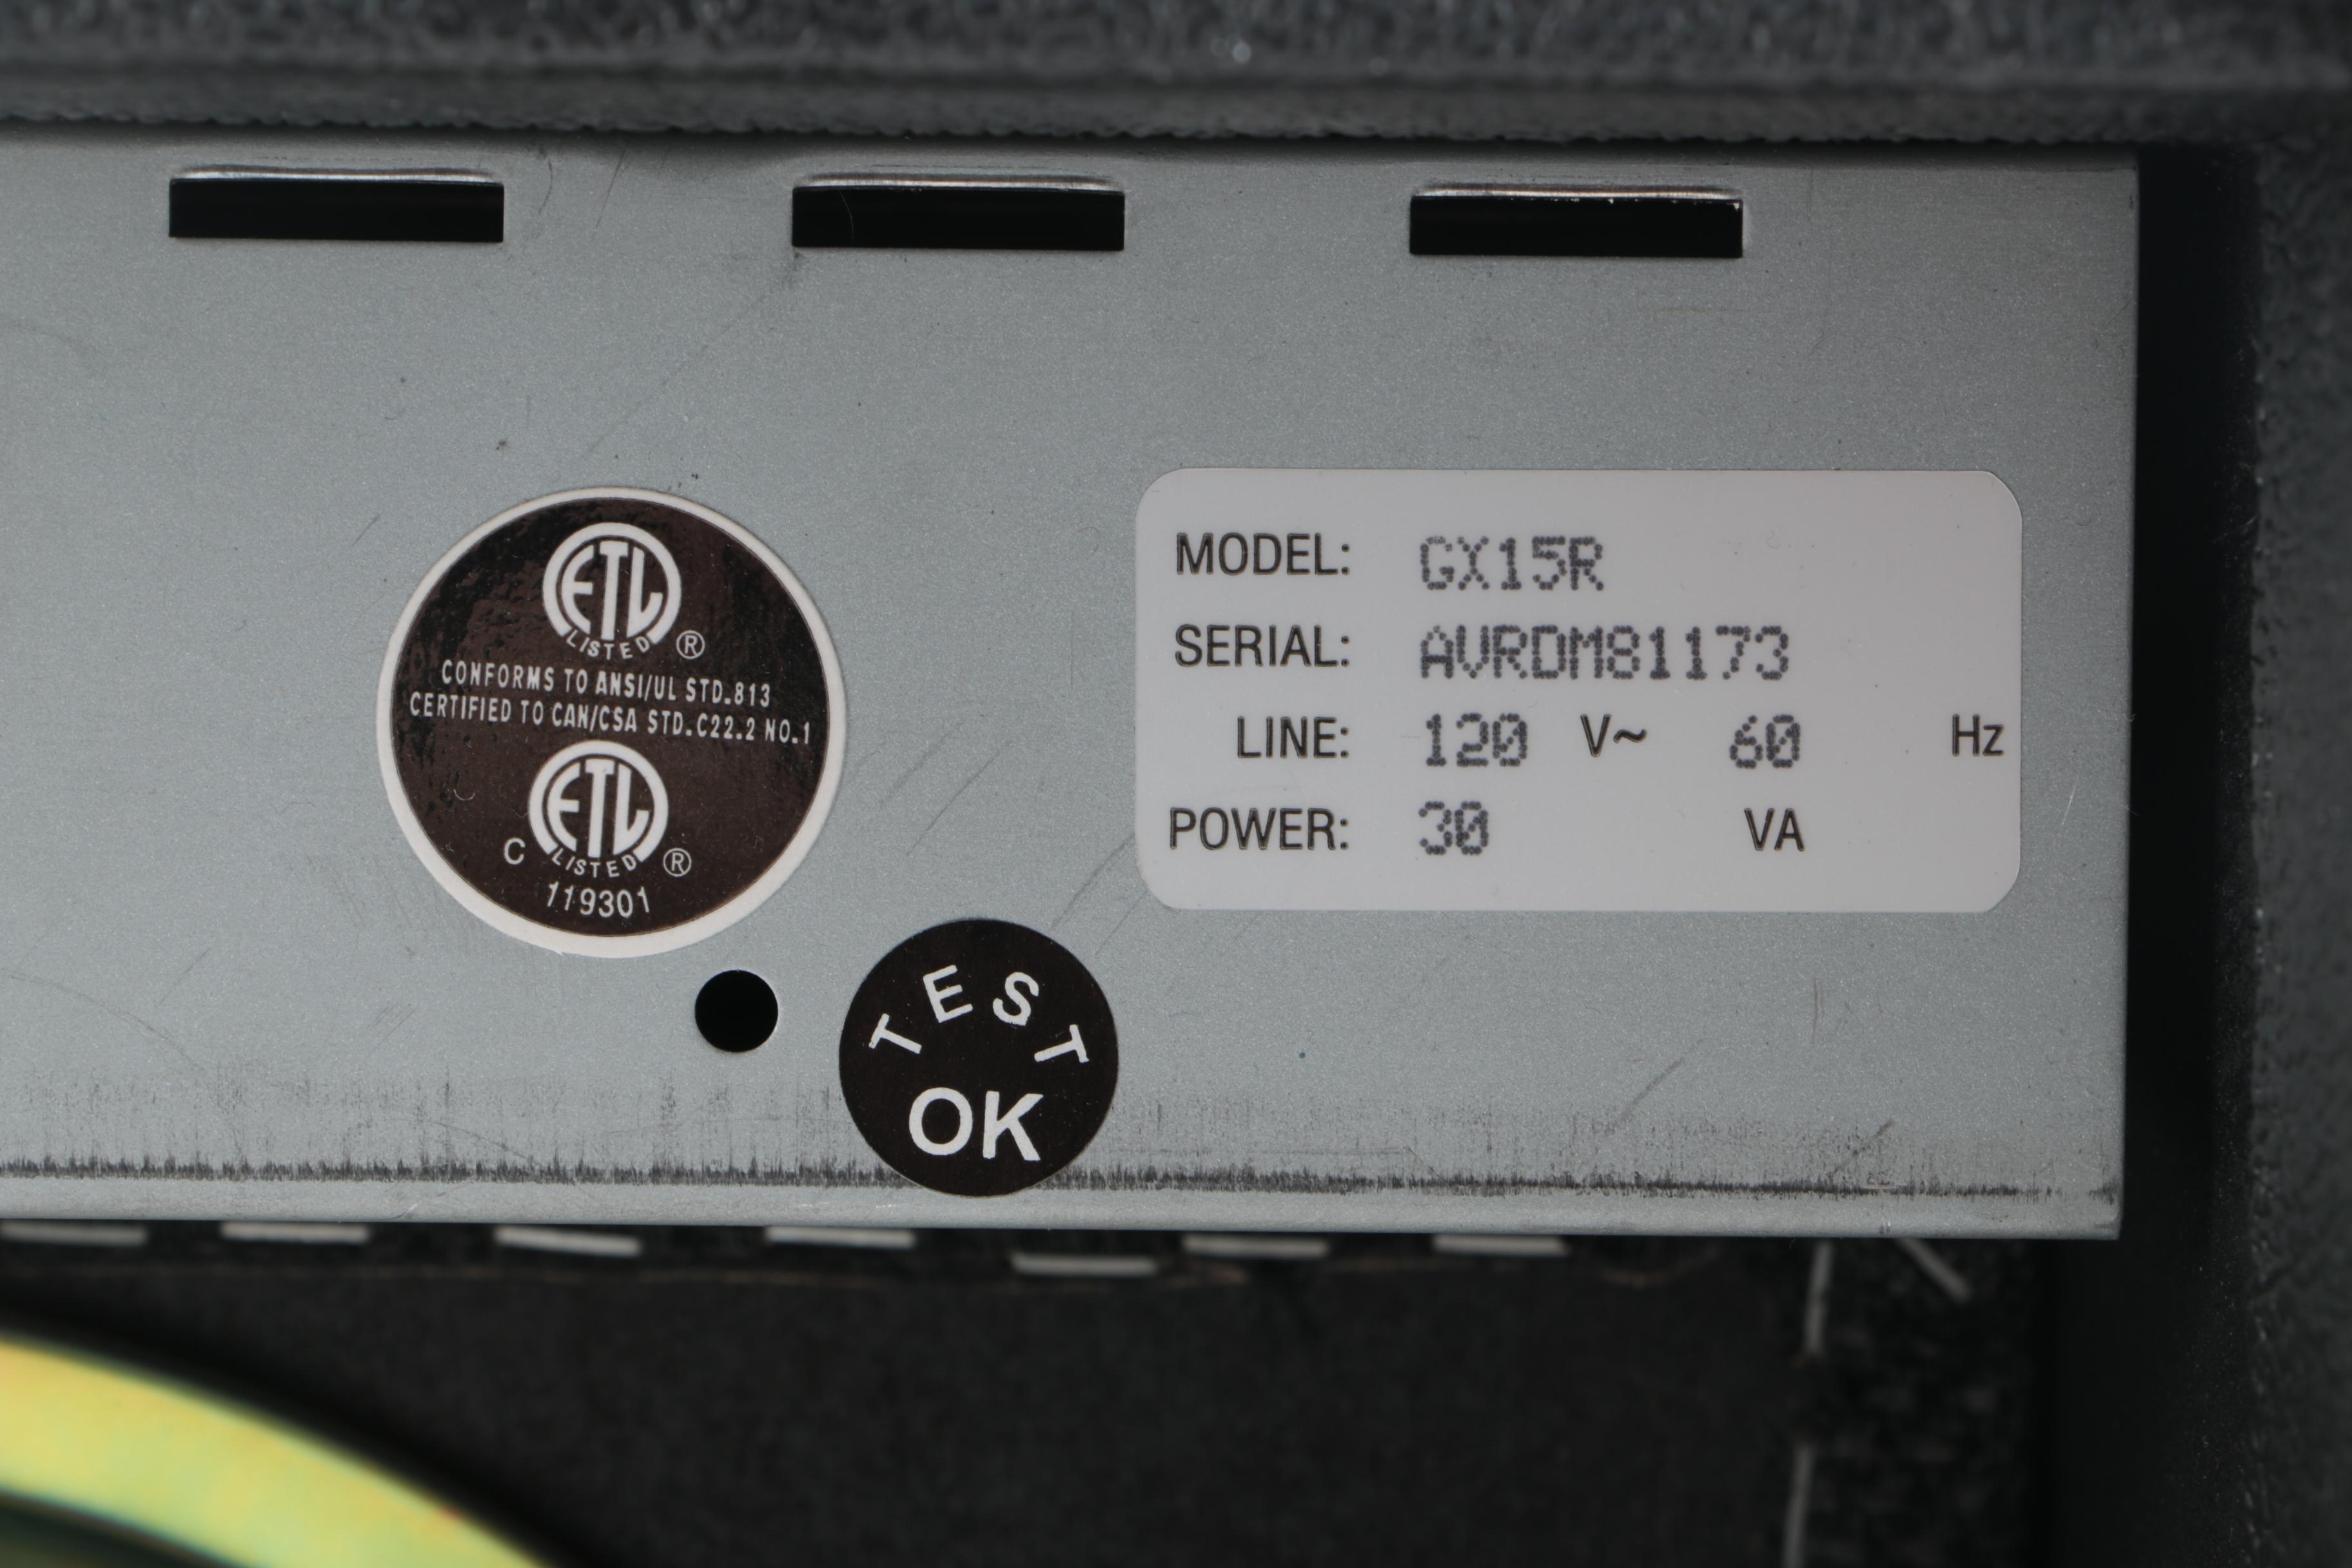 ETL
LISTED ®
CONFORMS TO ANSI/UL STD.813
CERTIFIED TO CAN/CSA STD.C22.2 NO.1
ETL
C LISTED ®
119301
TEST
OK
MODEL: GX15R
SERIAL: AVRDM81173
LINE: 120 V~ 60 Hz
POWER: 30 VA